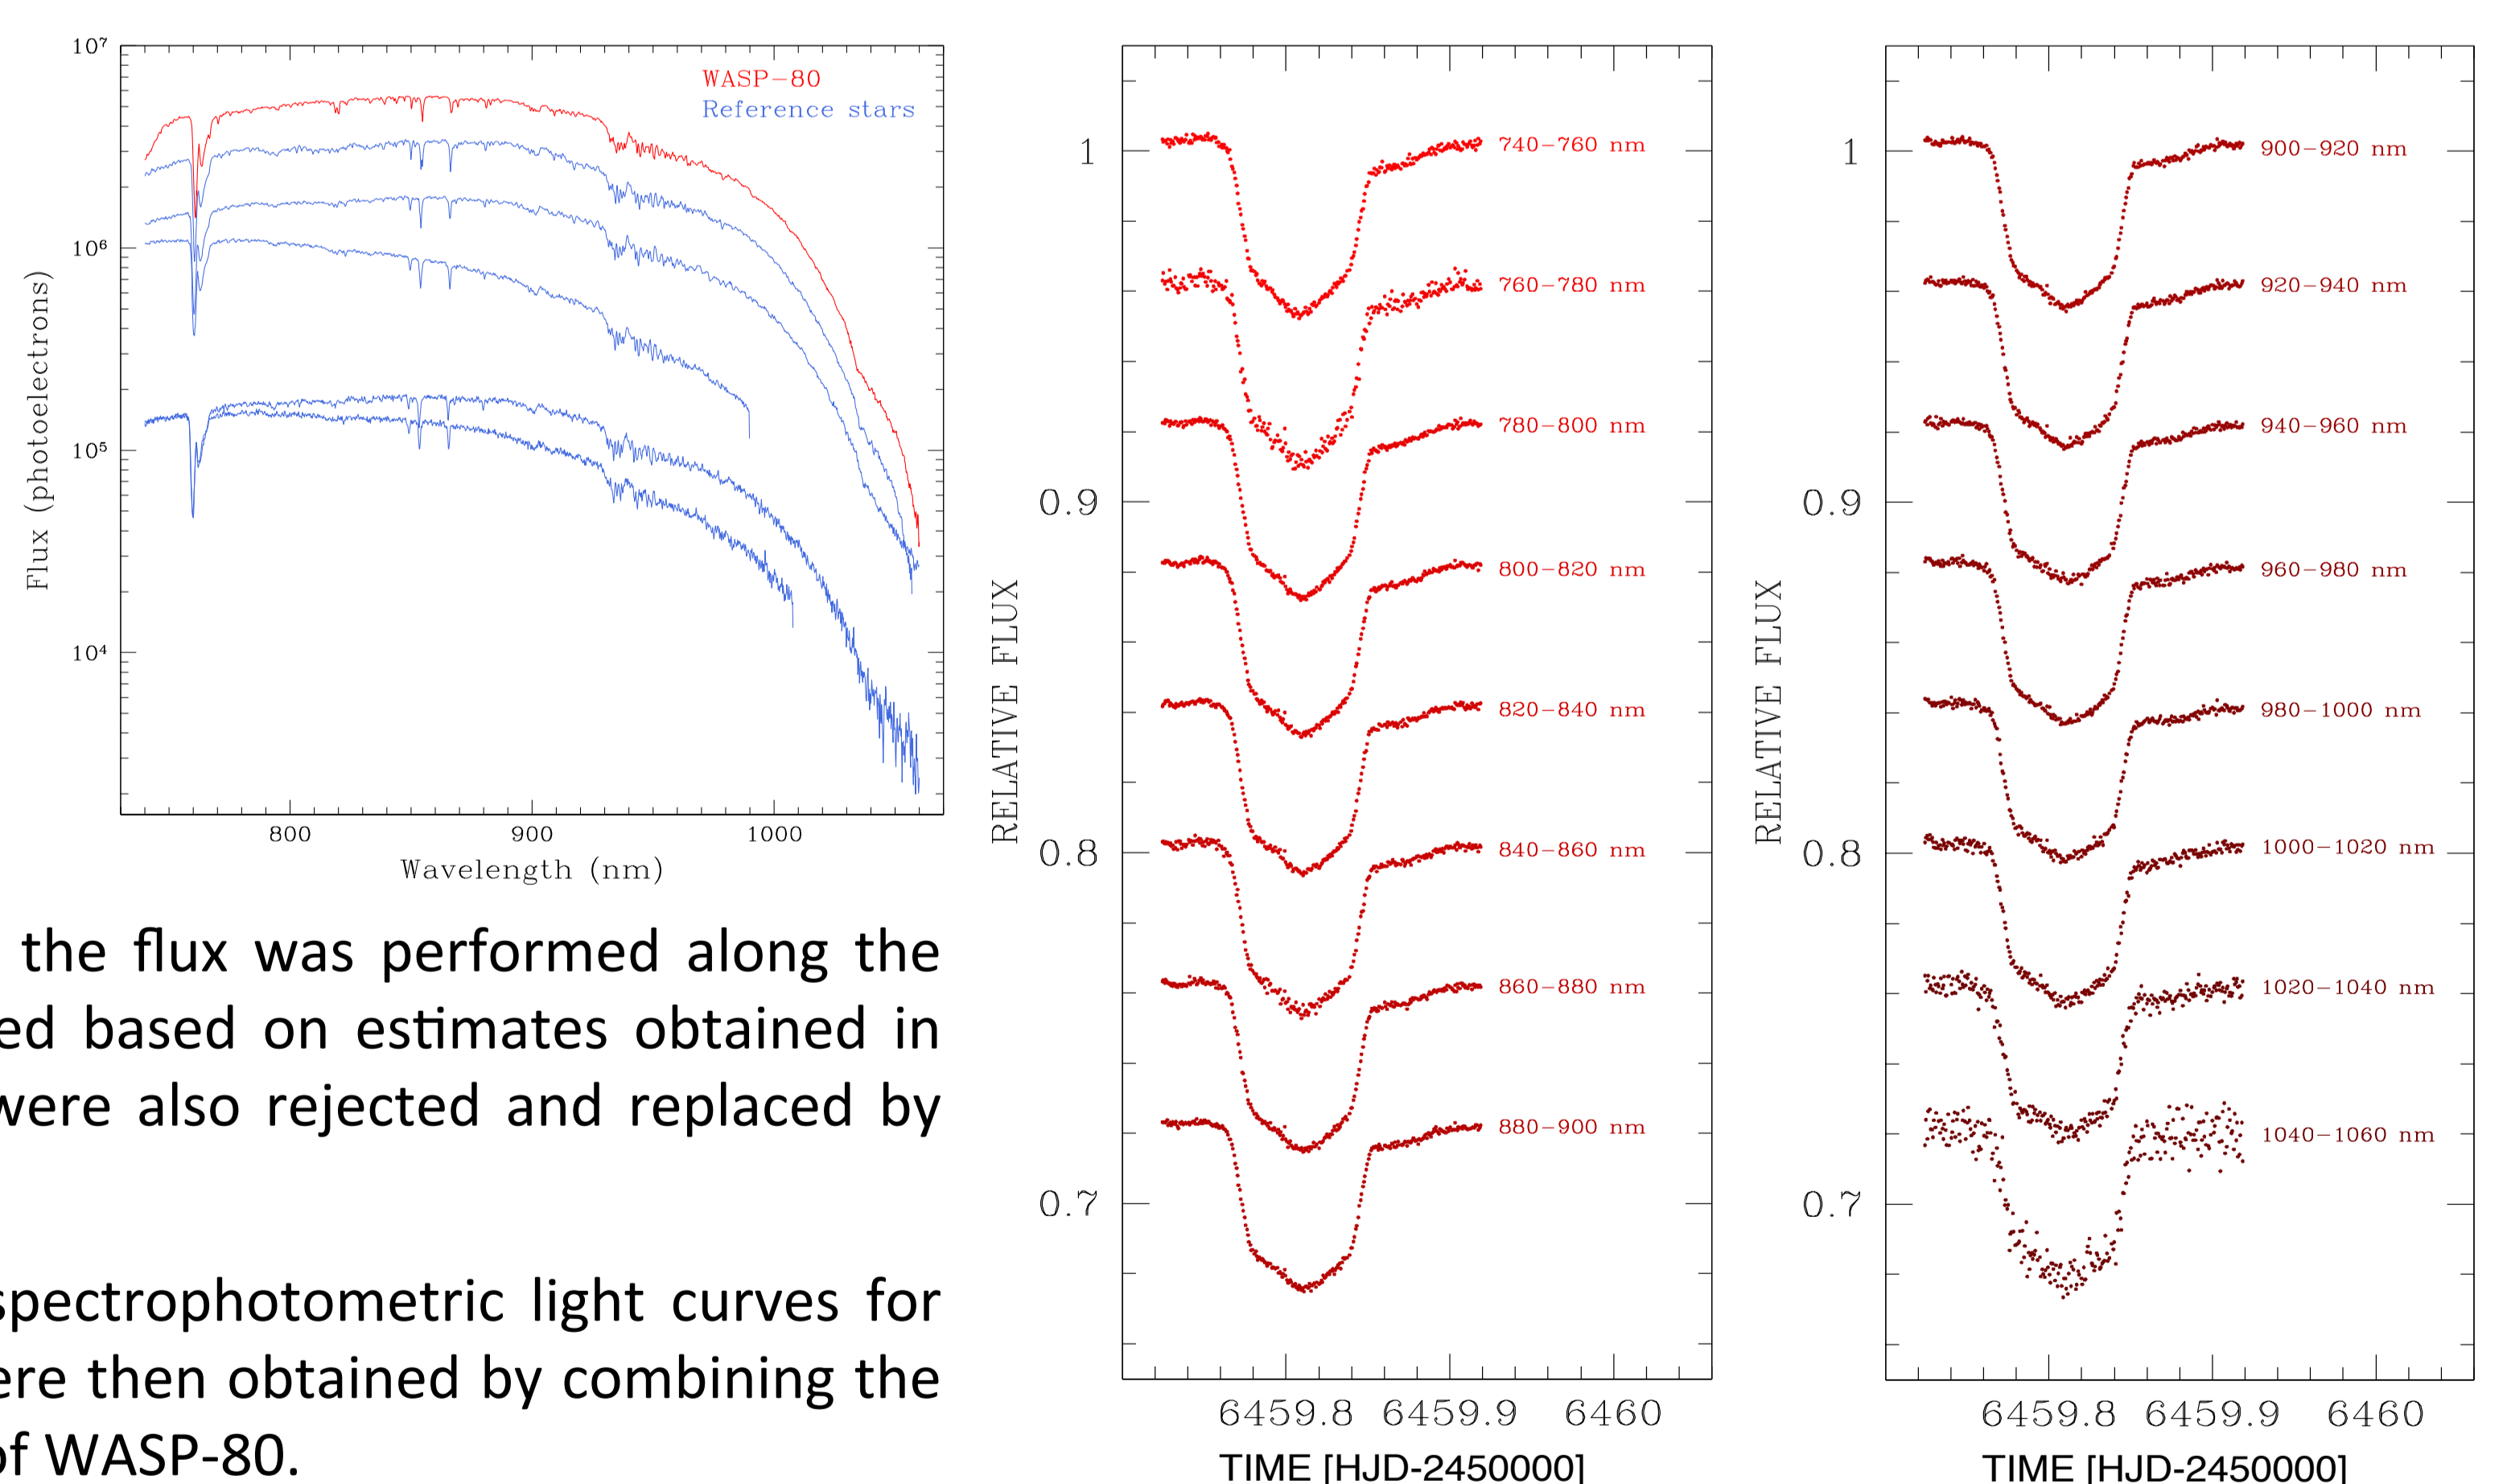 10⁷
10⁶
10⁵
10⁴
Flux (photoelectrons)
WASP-80
Reference stars
800 900 1000
Wavelength (nm)
the flux was performed along the
ed based on estimates obtained in
were also rejected and replaced by
spectrophotometric light curves for
ere then obtained by combining the
of WASP-80.
RELATIVE FLUX
1
0.9
0.8
0.7
740-760 nm
760-780 nm
780-800 nm
800-820 nm
820-840 nm
840-860 nm
860-880 nm
880-900 nm
6459.8 6459.9 6460
TIME [HJD-2450000]
RELATIVE FLUX
1
0.9
0.8
0.7
900-920 nm
920-940 nm
940-960 nm
960-980 nm
980-1000 nm
1000-1020 nm
1020-1040 nm
1040-1060 nm
6459.8 6459.9 6460
TIME [HJD-2450000]